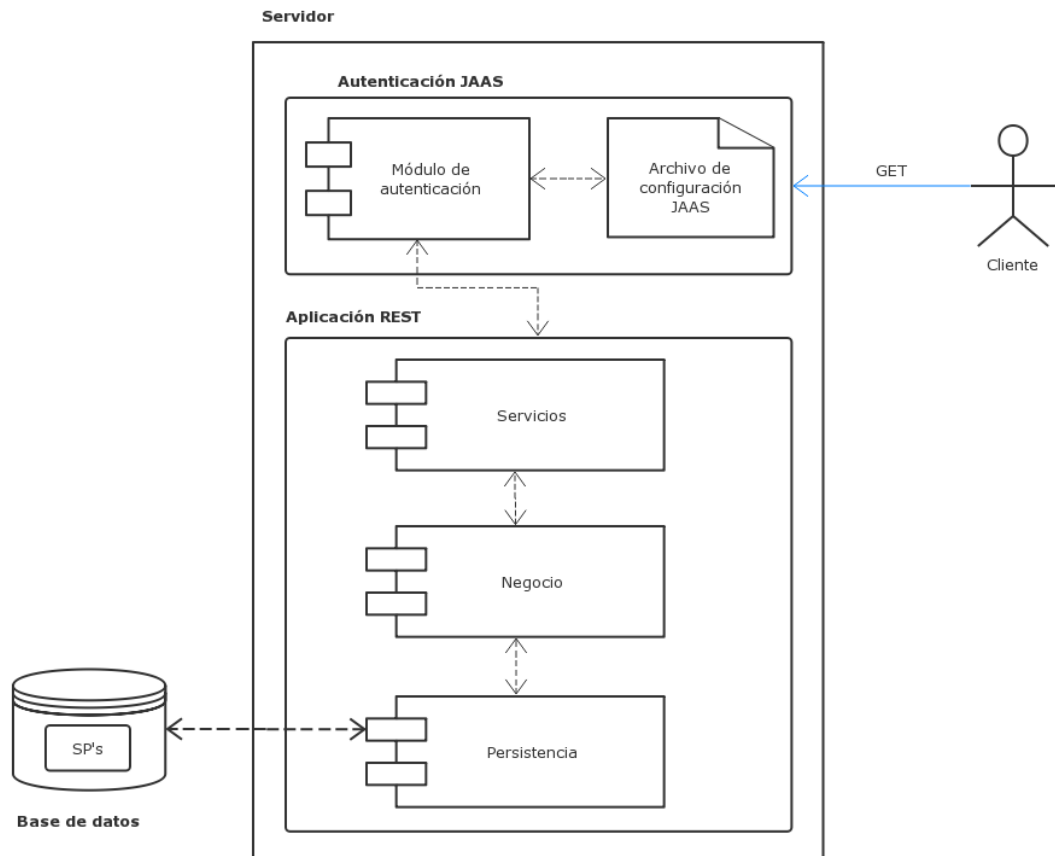 Servidor
Autenticación JAAS
Módulo de
autenticación
Archivo de
configuración
JAAS
GET
Cliente
Aplicación REST
Servicios
Negocio
Persistencia
SP's
Base de datos